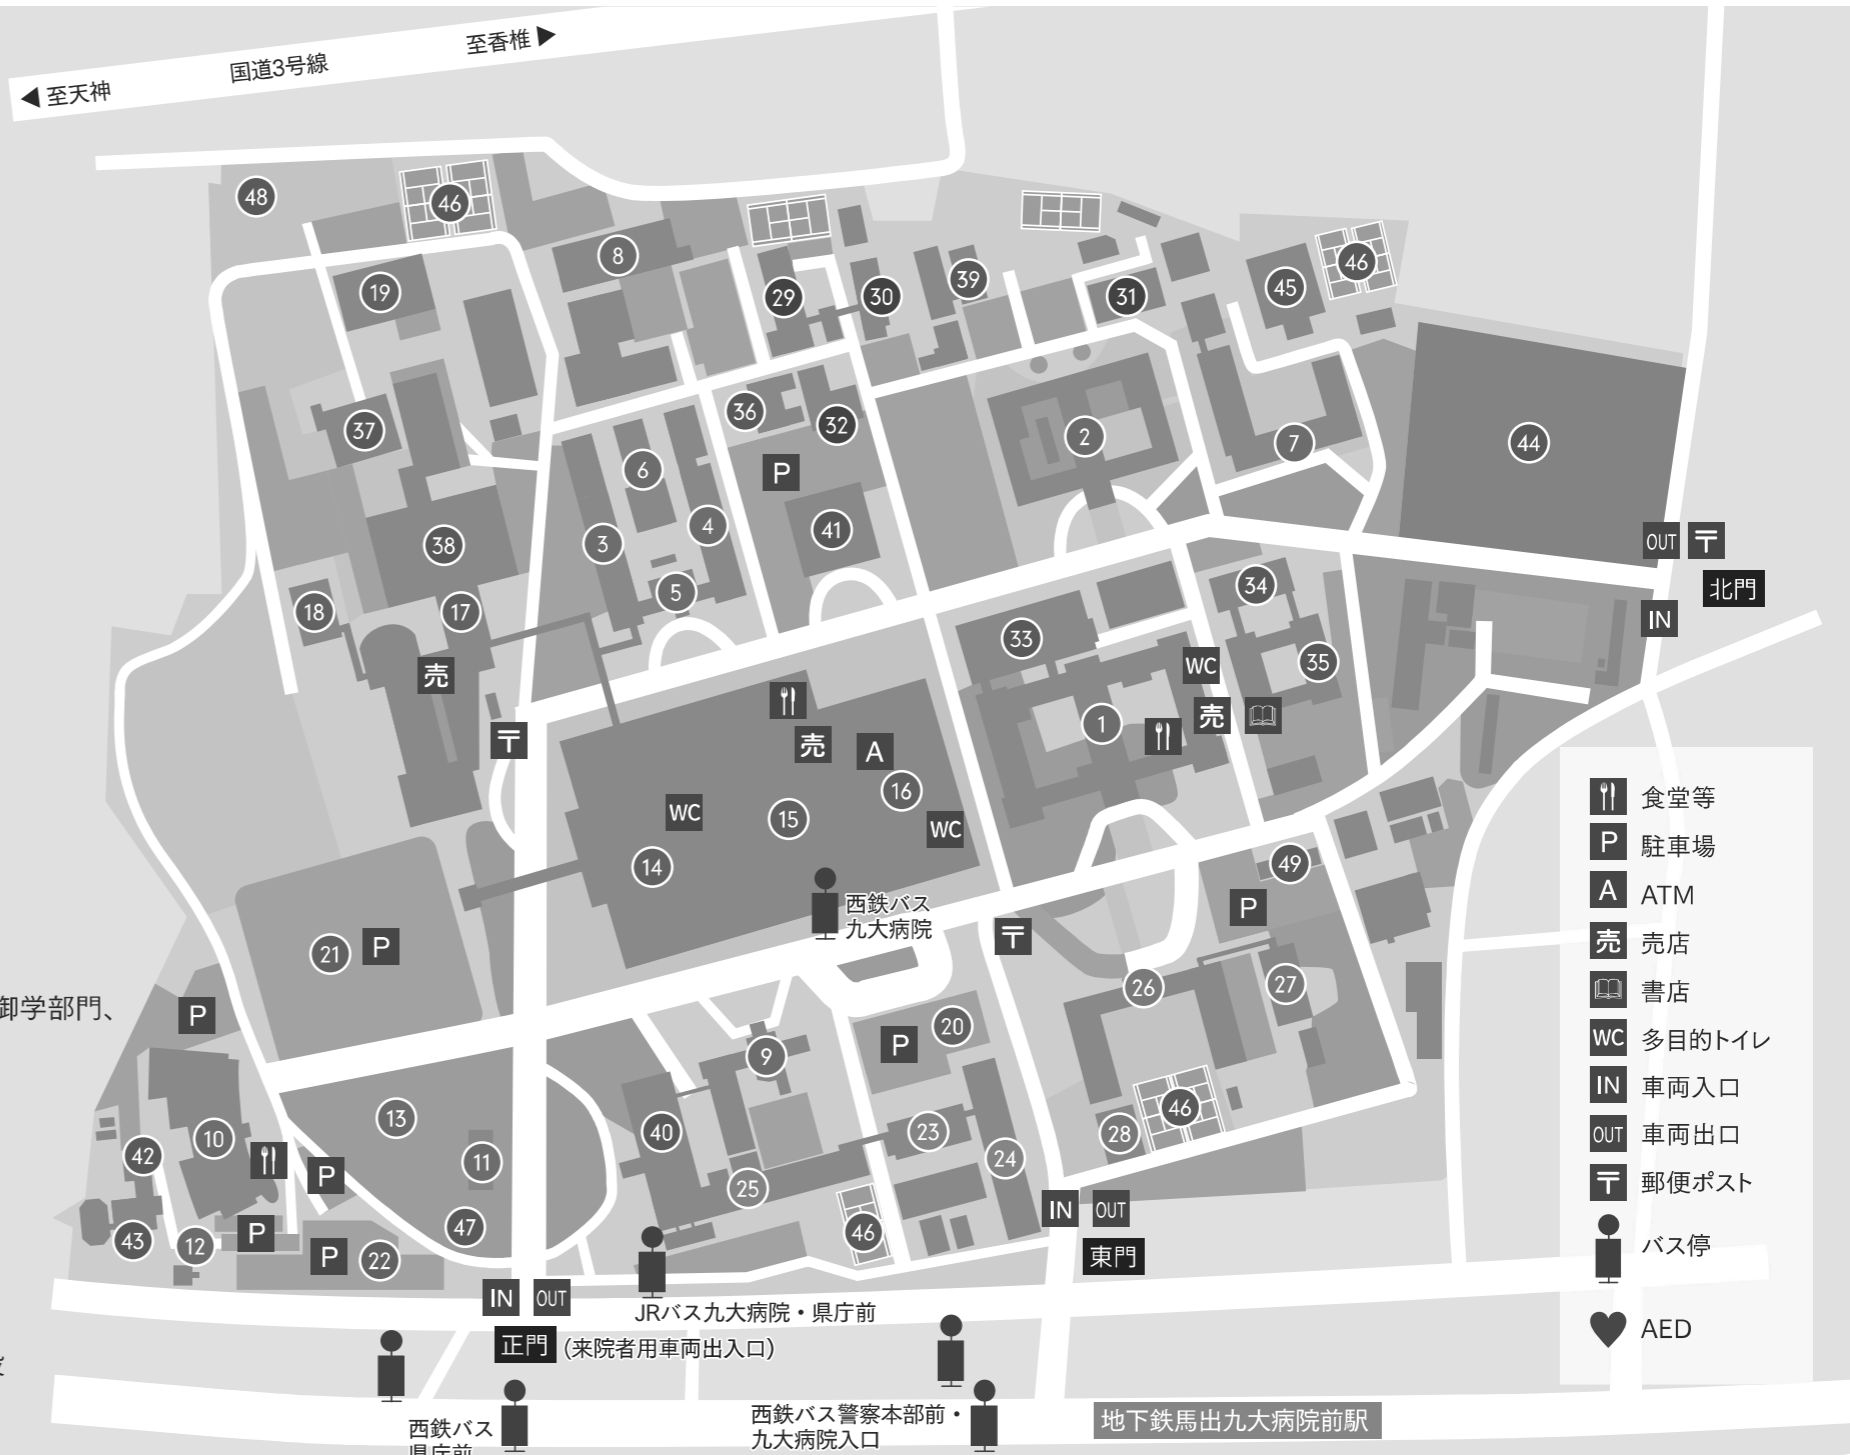 至香椎 ▶
国道3号線
◀ 至天神
48
46
8
19
29
30
39
31
45
46
36
32
37
2
7
44
6
P
4
41
3
38
OUT 〒
北門
IN
5
34
18
17
33
35
売
WC
売
1
〒
売
A
16
WC
15
WC
14
49
西鉄バス
九大病院
P
21
P
〒
26
27
御学部門、
P
20
P
9
46
13
10
40
23
28
42
11
24
P
25
47
46
43
12
P
P
22
IN OUT
東門
IN OUT
JRバス九大病院・県庁前
正門 (来院者用車両出入口)
西鉄バス
県庁前
西鉄バス警察本部前・
九大病院入口
地下鉄馬出九大病院前駅
食堂等
P 駐車場
A ATM
売 売店
書店
WC 多目的トイレ
IN 車両入口
OUT 車両出口
〒 郵便ポスト
バス停
AED